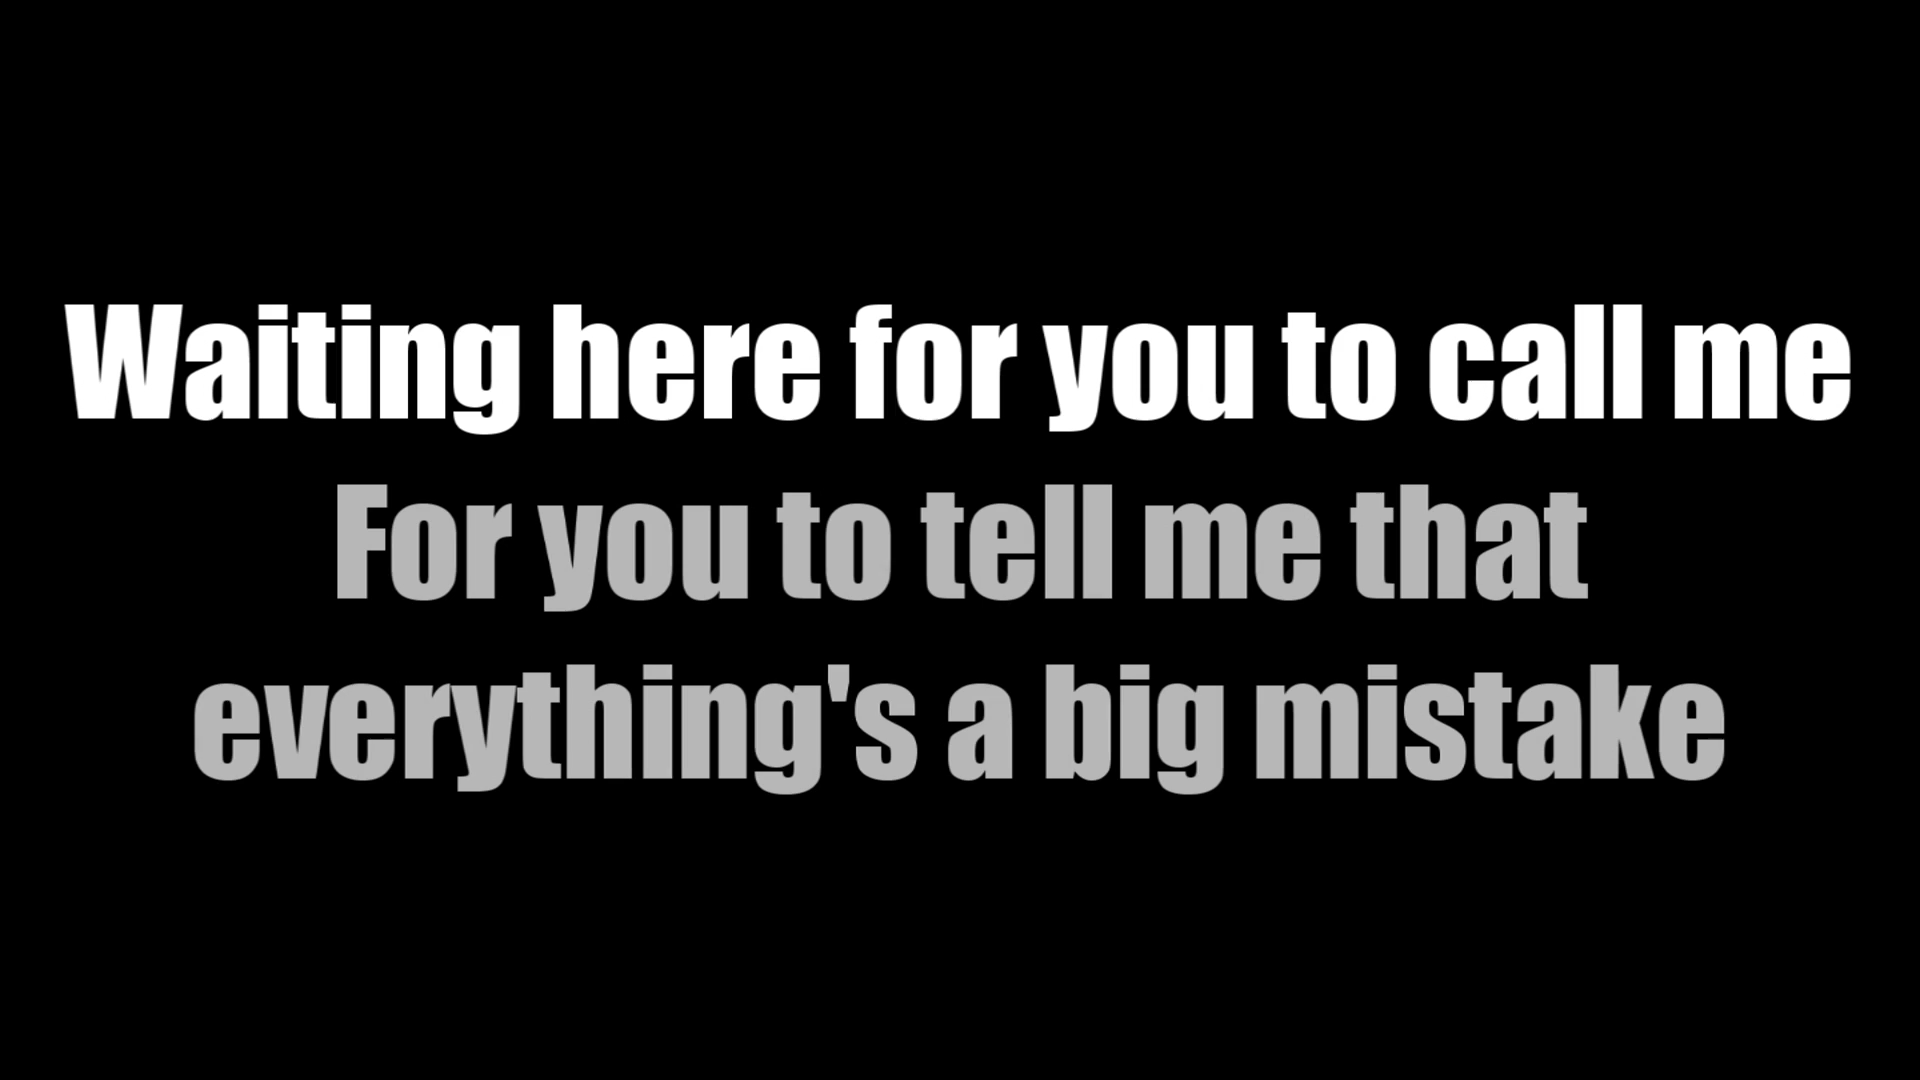 Waiting here for you to call me
For you to tell me that
everything's a big mistake